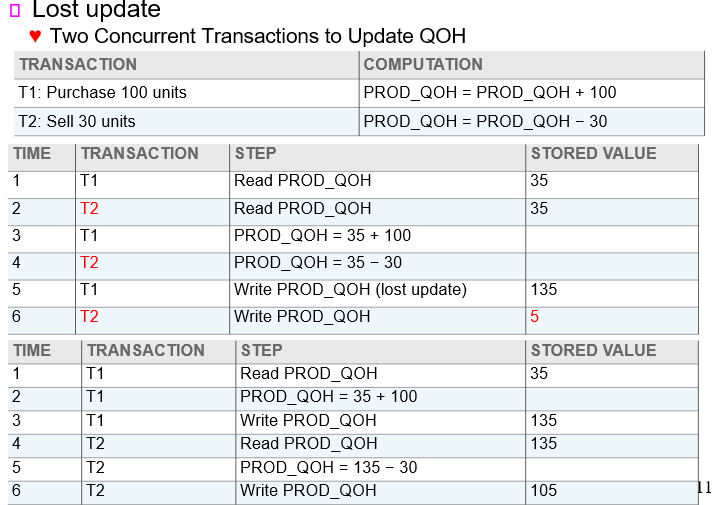 Lost update
Two Concurrent Transactions to Update QOH
TRANSACTION COMPUTATION
T1: Purchase 100 units PROD_QOH = PROD_QOH + 100
T2: Sell 30 units PROD_QOH = PROD_QOH − 30
TIME TRANSACTION STEP STORED VALUE
1 T1 Read PROD_QOH 35
2 T2 Read PROD_QOH 35
3 T1 PROD_QOH = 35 + 100
4 T2 PROD_QOH = 35 − 30
5 T1 Write PROD_QOH (lost update) 135
6 T2 Write PROD_QOH 5
TIME TRANSACTION STEP STORED VALUE
1 T1 Read PROD_QOH 35
2 T1 PROD_QOH = 35 + 100
3 T1 Write PROD_QOH 135
4 T2 Read PROD_QOH 135
5 T2 PROD_QOH = 135 − 30
6 T2 Write PROD_QOH 105
11